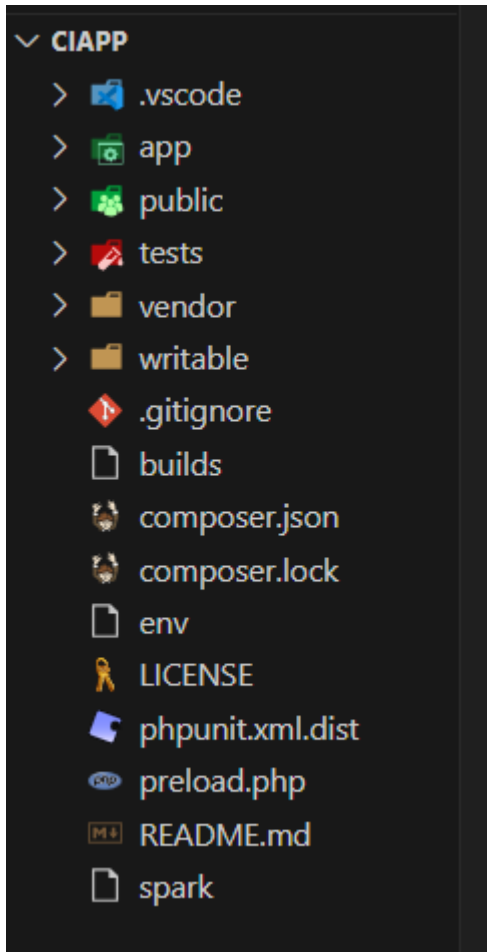 CIAPP
.vscode
app
public
tests
vendor
writable
.gitignore
builds
composer.json
composer.lock
env
LICENSE
phpunit.xml.dist
preload.php
README.md
spark